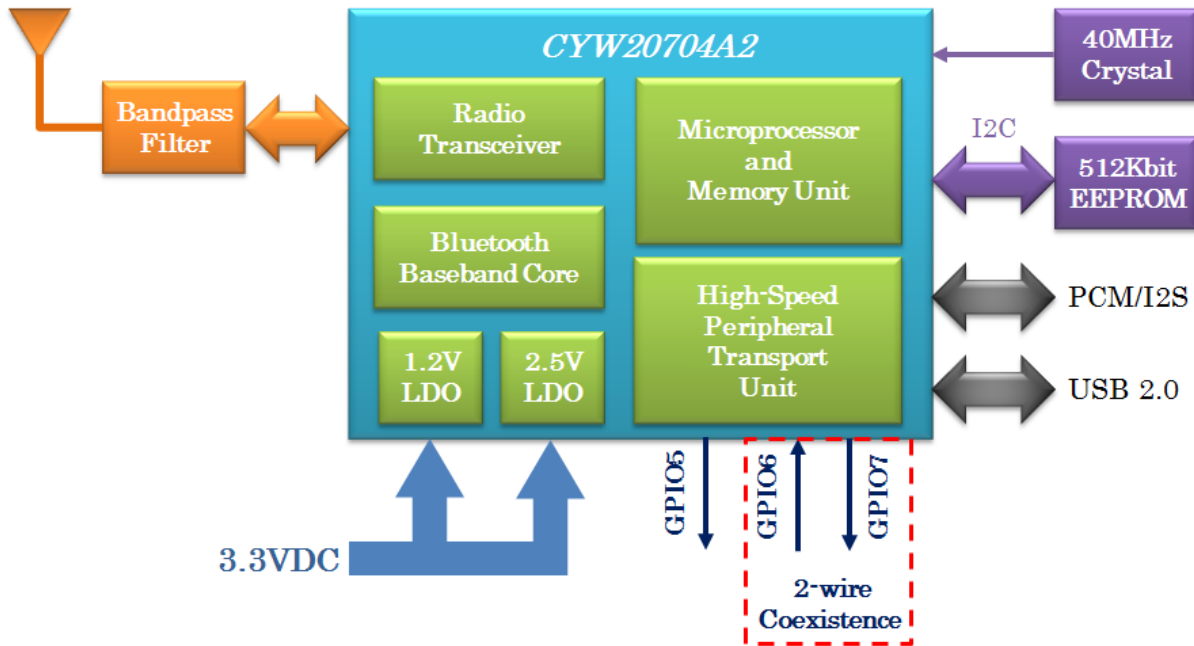 CYW20704A2
40MHz
Crystal
Bandpass
Filter
Radio
Transceiver
Microprocessor
and
Memory Unit
I2C
512Kbit
EEPROM
Bluetooth
Baseband Core
High-Speed
Peripheral
Transport
Unit
PCM/I2S
1.2V
LDO
2.5V
LDO
USB 2.0
GPIO5
GPIO6
GPIO7
3.3VDC
2-wire
Coexistence